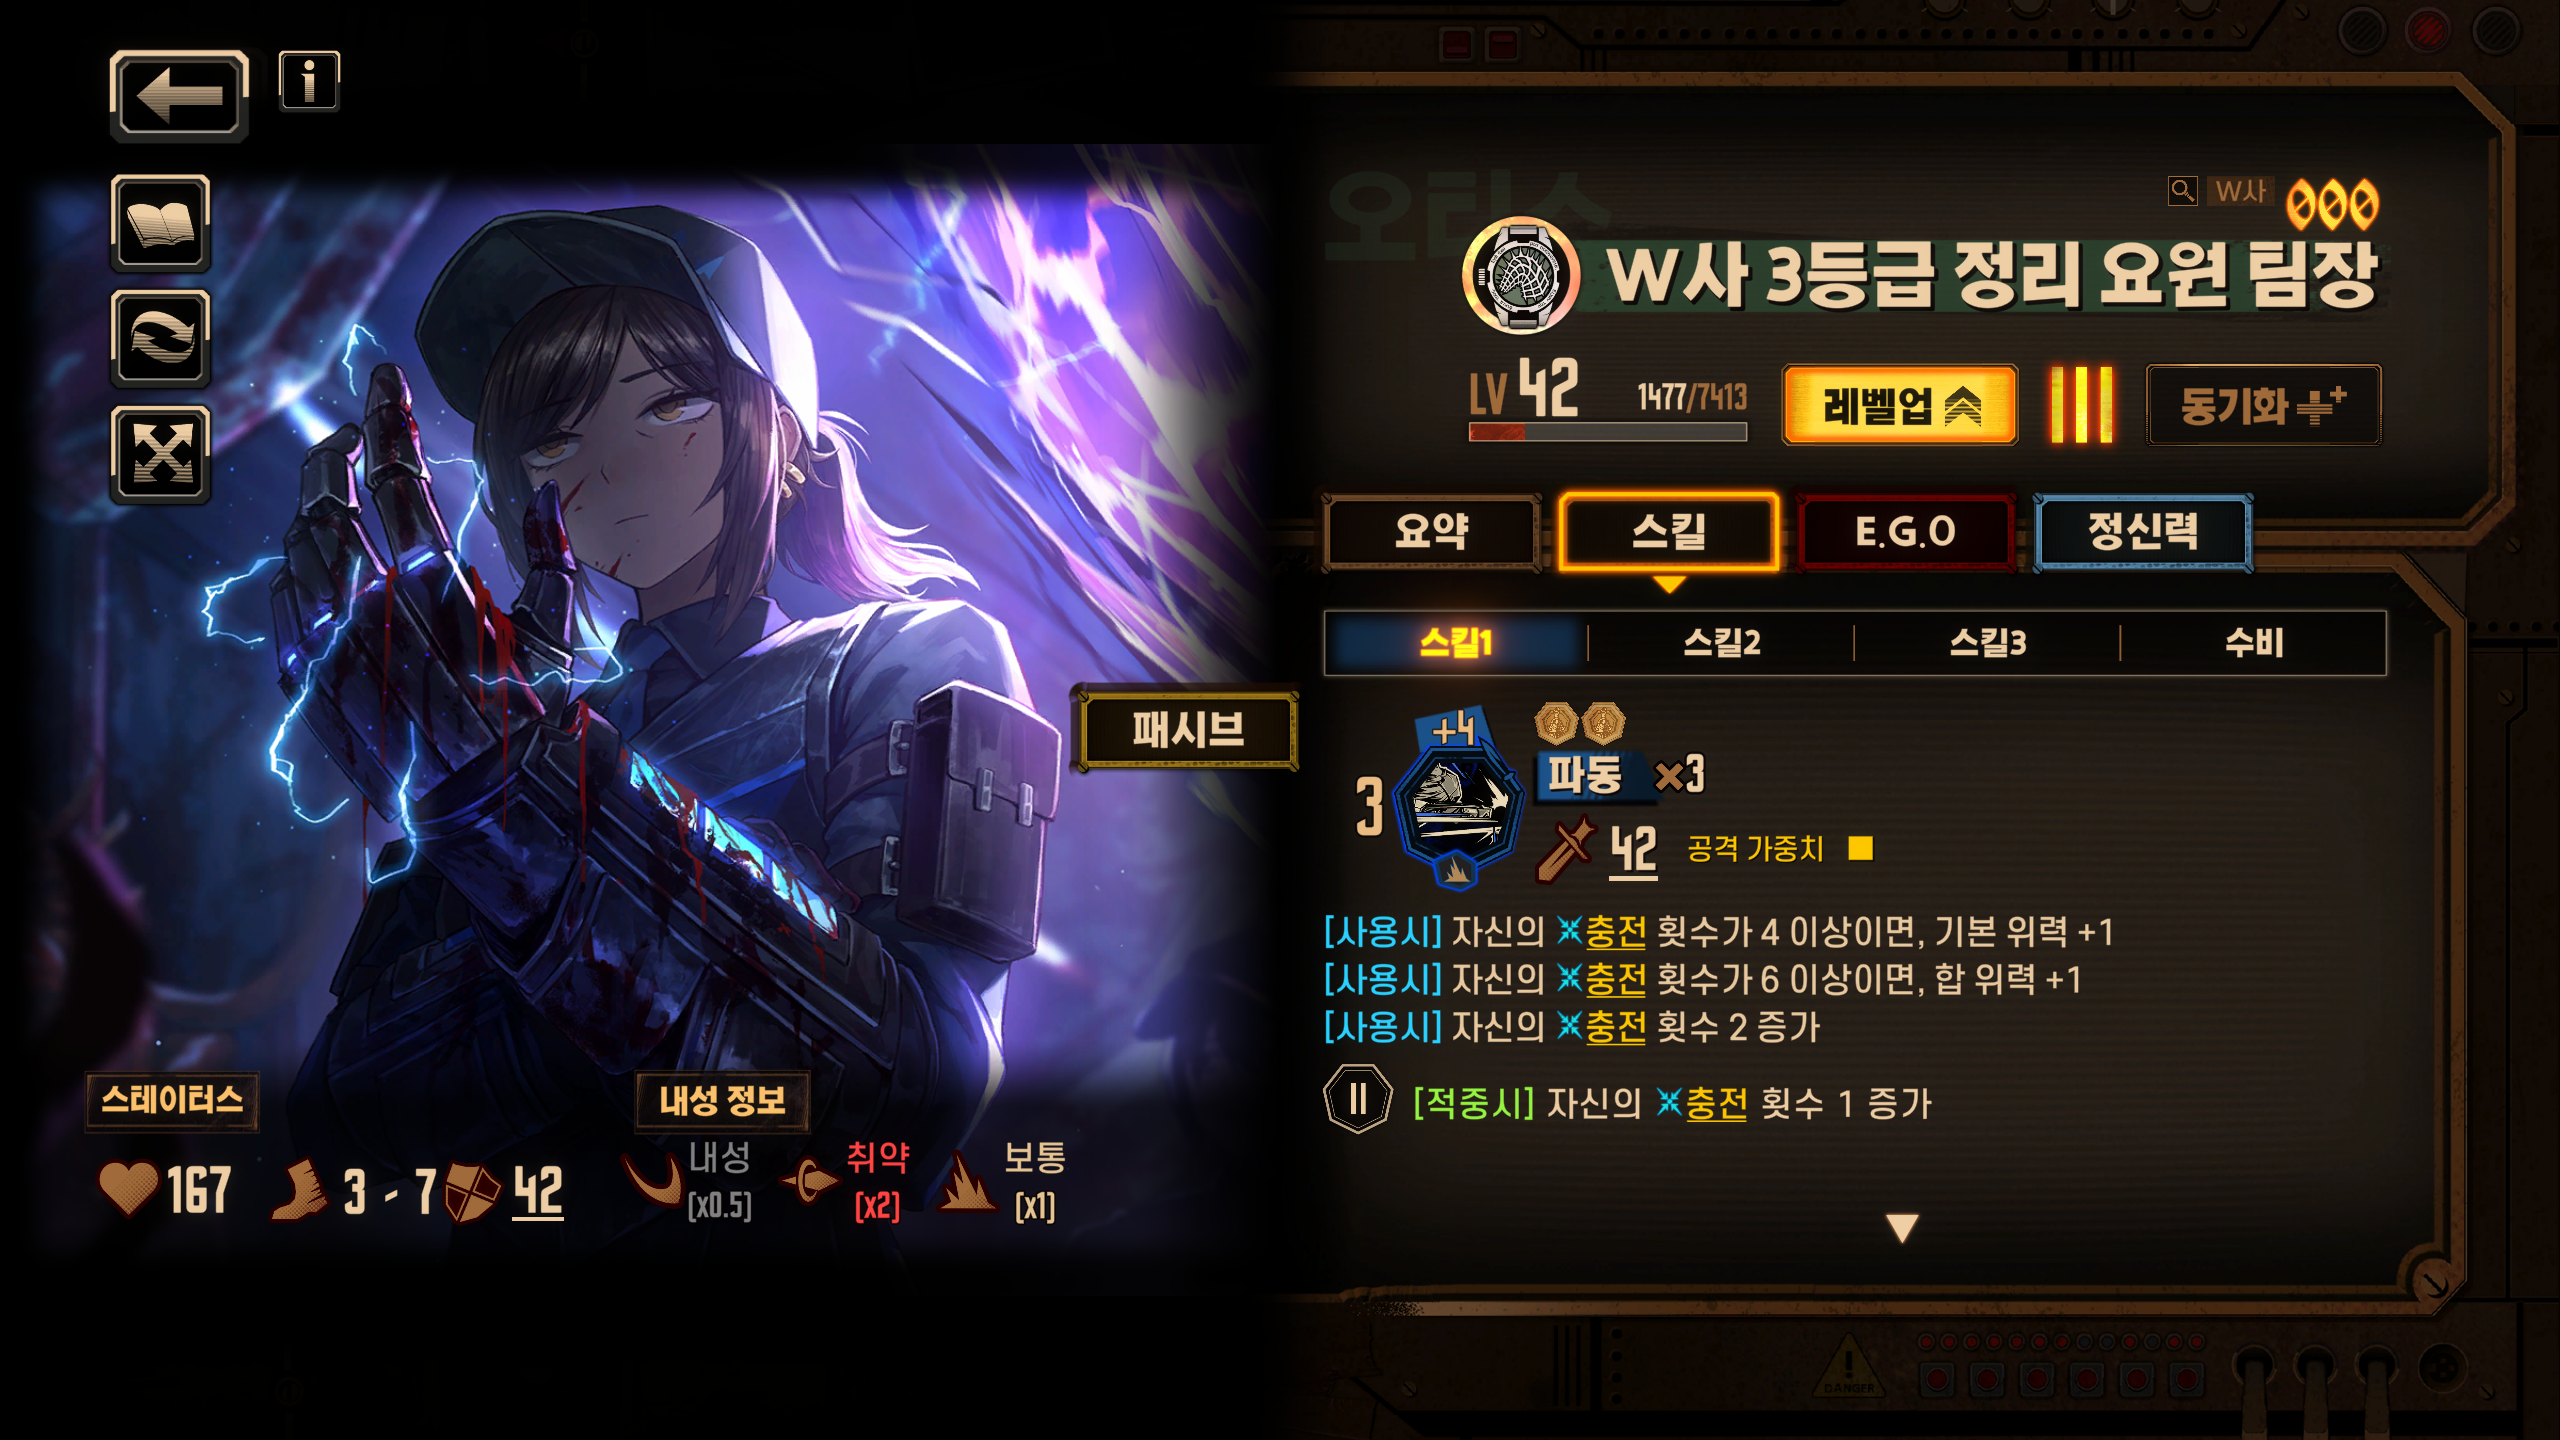 오티스
W사
000
W사 3등급 정리 요원 팀장
LV 42
1477/7413
레벨업
동기화
요약
스킬
E.G.O
정신력
스킬1
스킬2
스킬3
수비
패시브
+4
3
파동 ×3
42
공격 가중치
[사용시] 자신의 충전 횟수가 4 이상이면, 기본 위력 +1
[사용시] 자신의 충전 횟수가 6 이상이면, 합 위력 +1
[사용시] 자신의 충전 횟수 2 증가
II
[적중시] 자신의 충전 횟수 1 증가
스테이터스
167
3 - 7
42
내성 정보
내성
[x0.5]
취약
[x2]
보통
[x1]
DANGER